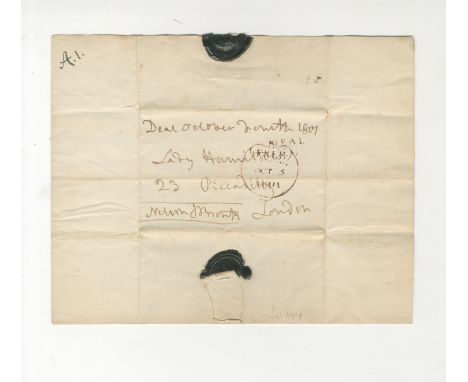 A.1.
Deal October fourth 1801
Lady Hamilton
23 Piccadilly
Nelson & Bronte London
DEAL
FREE
OCT 5
1801